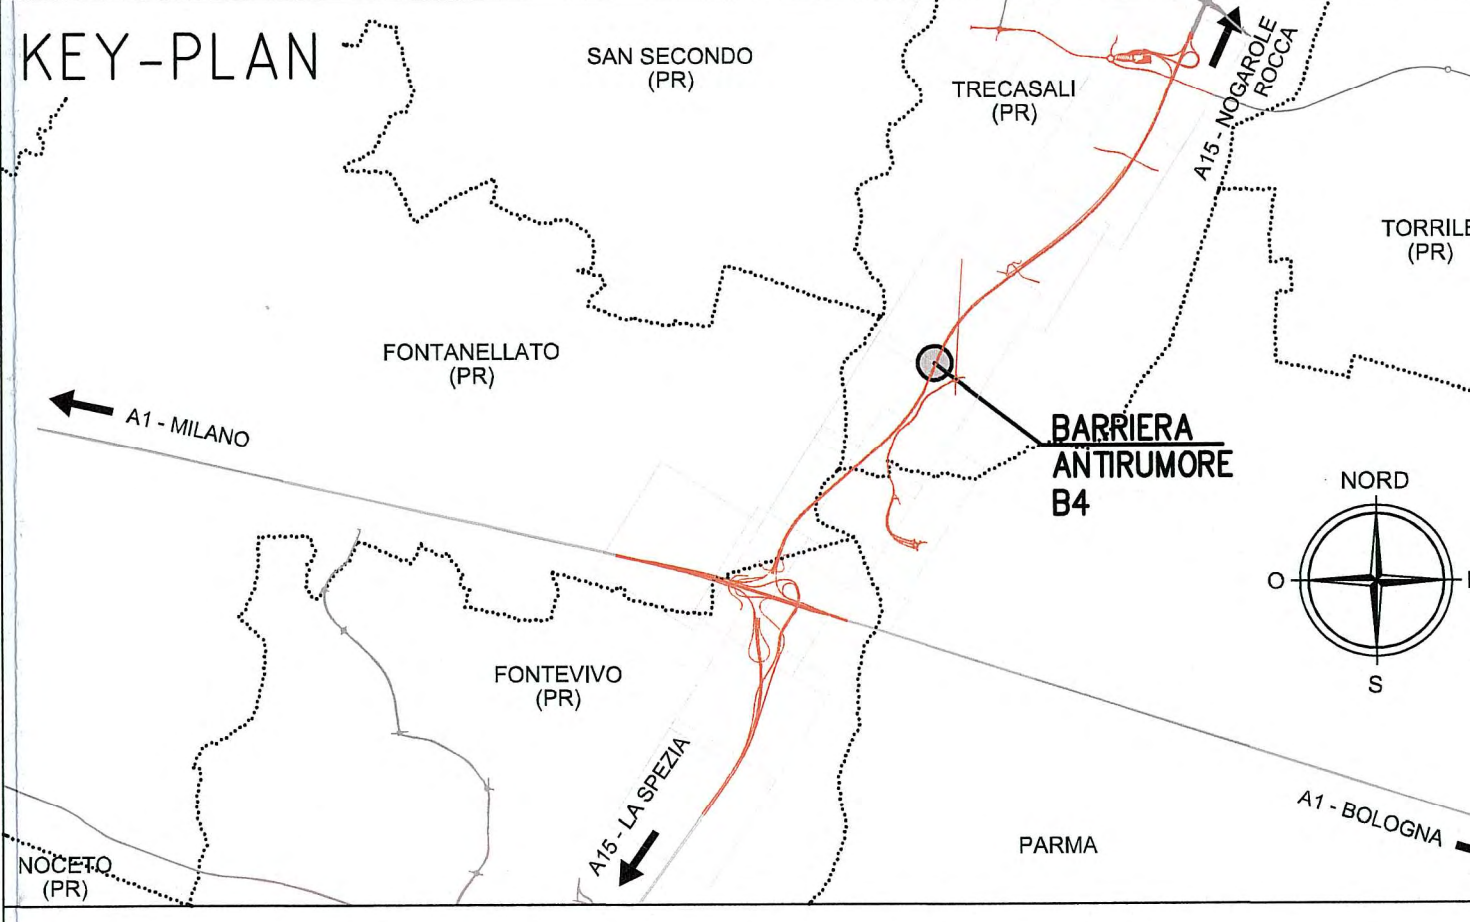 KEY-PLAN
SAN SECONDO
(PR)
TRECASALI
(PR)
A15 - NOGAROLE
ROCCA
TORRILE
(PR)
FONTANELLATO
(PR)
A1 - MILANO
BARRIERA
ANTIRUMORE
B4
NORD
O
S
FONTEVIVO
(PR)
A15 - LA SPEZIA
A1 - BOLOGNA
PARMA
NOCETO
(PR)